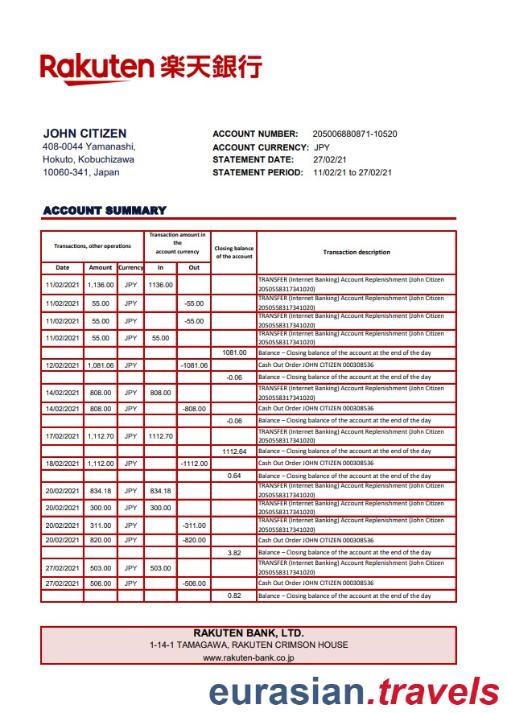 Rakuten 楽天銀行
JOHN CITIZEN
408-0044 Yamanashi,
Hokuto, Kobuchizawa
10060-341, Japan
ACCOUNT NUMBER: 205006880871-10520
ACCOUNT CURRENCY: JPY
STATEMENT DATE: 27/02/21
STATEMENT PERIOD: 11/02/21 to 27/02/21
ACCOUNT SUMMARY
Transactions, other operations
Transaction amount in
the
account currency
Closing balance
of the account
Transaction description
Date Amount Currency In Out
11/02/2021 1,136.00 JPY 1136.00 TRANSFER (Internet Banking) Account Replenishment (John Citizen
2050558317341020)
11/02/2021 55.00 JPY -55.00 TRANSFER (Internet Banking) Account Replenishment (John Citizen
2050558317341020)
11/02/2021 55.00 JPY -55.00 TRANSFER (Internet Banking) Account Replenishment (John Citizen
2050558317341020)
11/02/2021 55.00 JPY 55.00 TRANSFER (Internet Banking) Account Replenishment (John Citizen
2050558317341020)
1081.00 Balance – Closing balance of the account at the end of the day
12/02/2021 1,081.06 JPY -1081.06 Cash Out Order JOHN CITIZEN 000308536
-0.06 Balance – Closing balance of the account at the end of the day
14/02/2021 808.00 JPY 808.00 TRANSFER (Internet Banking) Account Replenishment (John Citizen
2050558317341020)
14/02/2021 808.00 JPY -808.00 Cash Out Order JOHN CITIZEN 000308536
-0.06 Balance – Closing balance of the account at the end of the day
17/02/2021 1,112.70 JPY 1112.70 TRANSFER (Internet Banking) Account Replenishment (John Citizen
2050558317341020)
1112.64 Balance – Closing balance of the account at the end of the day
18/02/2021 1,112.00 JPY -1112.00 Cash Out Order JOHN CITIZEN 000308536
0.64 Balance – Closing balance of the account at the end of the day
20/02/2021 834.18 JPY 834.18 TRANSFER (Internet Banking) Account Replenishment (John Citizen
2050558317341020)
20/02/2021 300.00 JPY 300.00 TRANSFER (Internet Banking) Account Replenishment (John Citizen
2050558317341020)
20/02/2021 311.00 JPY -311.00 TRANSFER (Internet Banking) Account Replenishment (John Citizen
2050558317341020)
20/02/2021 820.00 JPY -820.00 Cash Out Order JOHN CITIZEN 000308536
3.82 Balance – Closing balance of the account at the end of the day
27/02/2021 503.00 JPY 503.00 TRANSFER (Internet Banking) Account Replenishment (John Citizen
2050558317341020)
27/02/2021 506.00 JPY -506.00 Cash Out Order JOHN CITIZEN 000308536
0.82 Balance – Closing balance of the account at the end of the day
RAKUTEN BANK, LTD.
1-14-1 TAMAGAWA, RAKUTEN CRIMSON HOUSE
www.rakuten-bank.co.jp
eurasian.travels